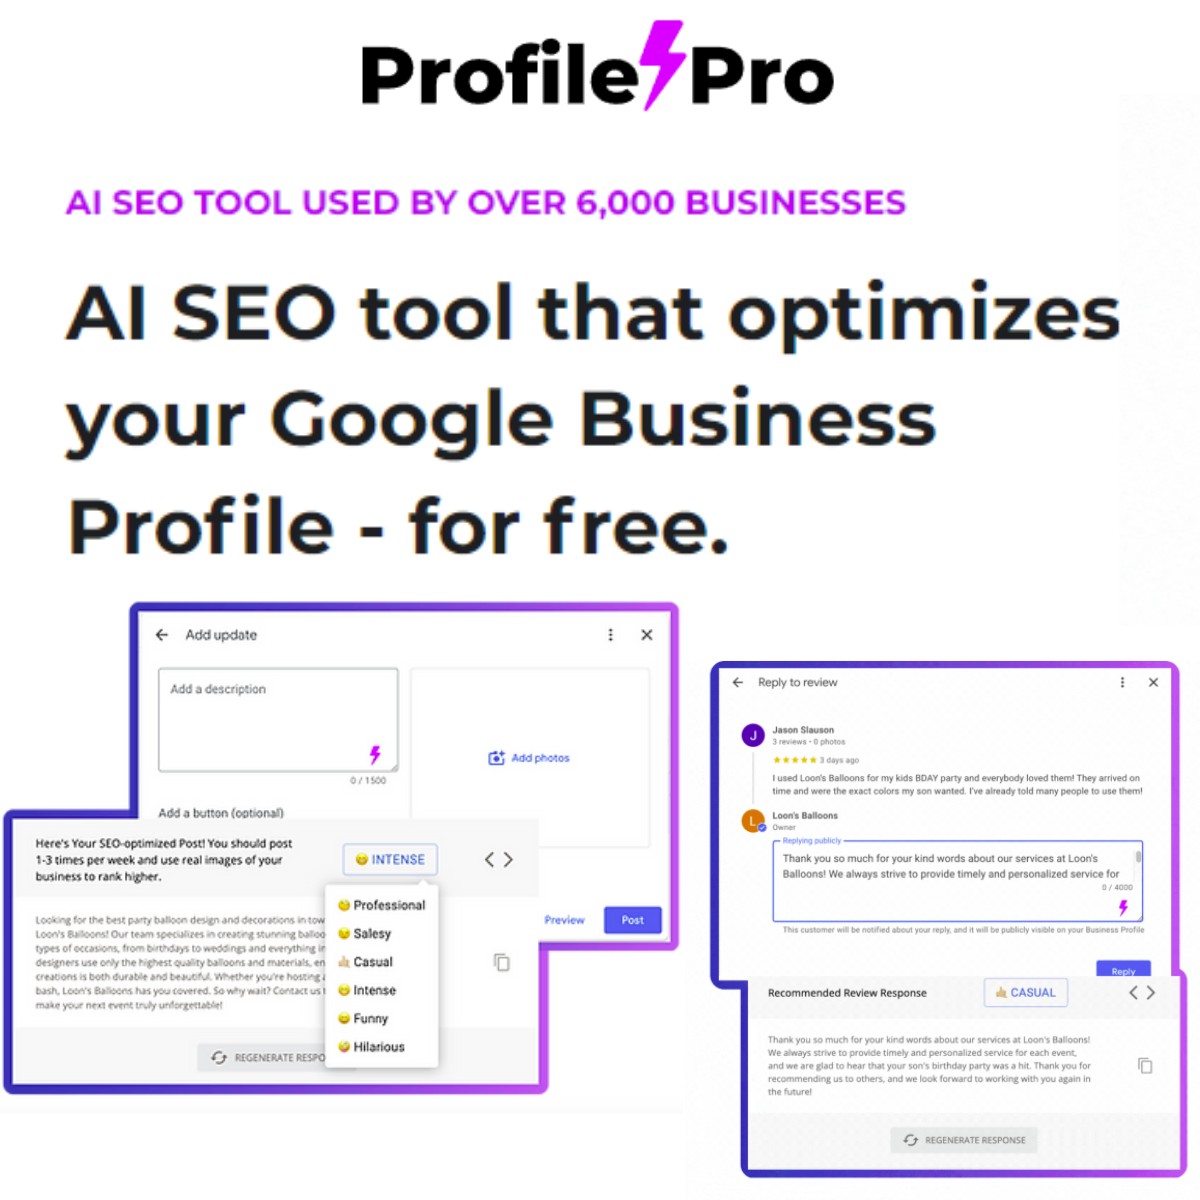 Profile Pro
AI SEO TOOL USED BY OVER 6,000 BUSINESSES
AI SEO tool that optimizes
your Google Business
Profile - for free.
Add update
Add a description
0 / 1500
Add photos
Add a button (optional)
Preview
Post
Here's Your SEO-optimized Post! You should post
1-3 times per week and use real images of your
business to rank higher.
INTENSE
Professional
Salesy
Casual
Intense
Funny
Hilarious
Looking for the best party balloon design and decorations in
Loon's Balloons! Our team specializes in creating stunning
types of occasions, from birthdays to weddings and everything
designers use only the highest quality balloons and materials,
creations is both durable and beautiful. Whether you're hosting
bash, Loon's Balloons has you covered. So why wait? Contact us
make your next event truly unforgettable!
REGENERATE
Reply to review
J
Jason Slauson
3 reviews • 0 photos
3 days ago
I used Loon's Balloons for my kids BDAY party and everybody loved them! They arrived on
time and were the exact colors my son wanted. I've already told many people to use them!
L
Loon's Balloons
Owner
Replying publicly
Thank you so much for your kind words about our services at Loon's
Balloons! We always strive to provide timely and personalized service for
0 / 4000
This customer will be notified about your reply, and it will be publicly visible on your Business Profile
Reply
Recommended Review Response
CASUAL
Thank you so much for your kind words about our services at Loon's Balloons!
We always strive to provide timely and personalized service for each event,
and we are glad to hear that your son's birthday party was a hit. Thank you for
recommending us to others, and we look forward to working with you again in
the future!
REGENERATE RESPONSE